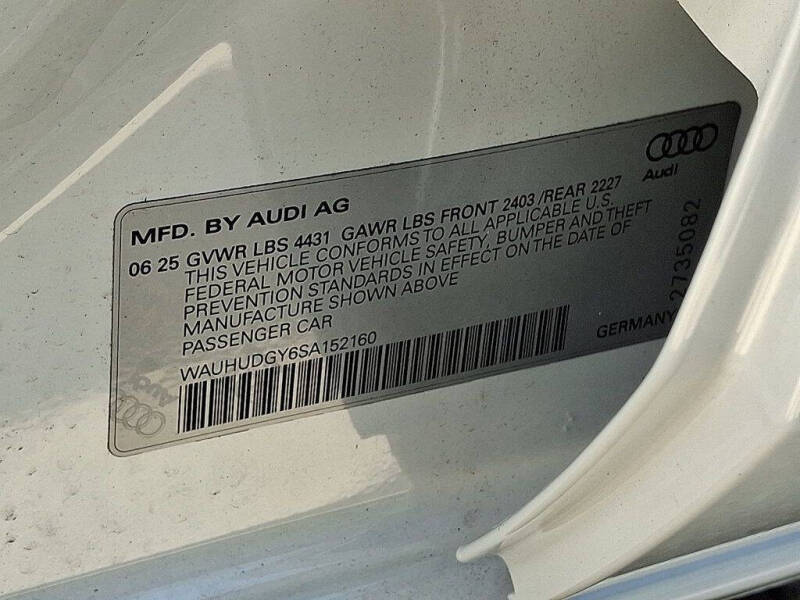 Audi
MFD. BY AUDI AG
06 25 GVWR LBS 4431 GAWR LBS FRONT 2403 /REAR 2227
THIS VEHICLE CONFORMS TO ALL APPLICABLE U.S.
FEDERAL MOTOR VEHICLE SAFETY, BUMPER AND THEFT
PREVENTION STANDARDS IN EFFECT ON THE DATE OF
MANUFACTURE SHOWN ABOVE
PASSENGER CAR
WAUHUDGY6SA152160
GERMANY
2735082
Audi